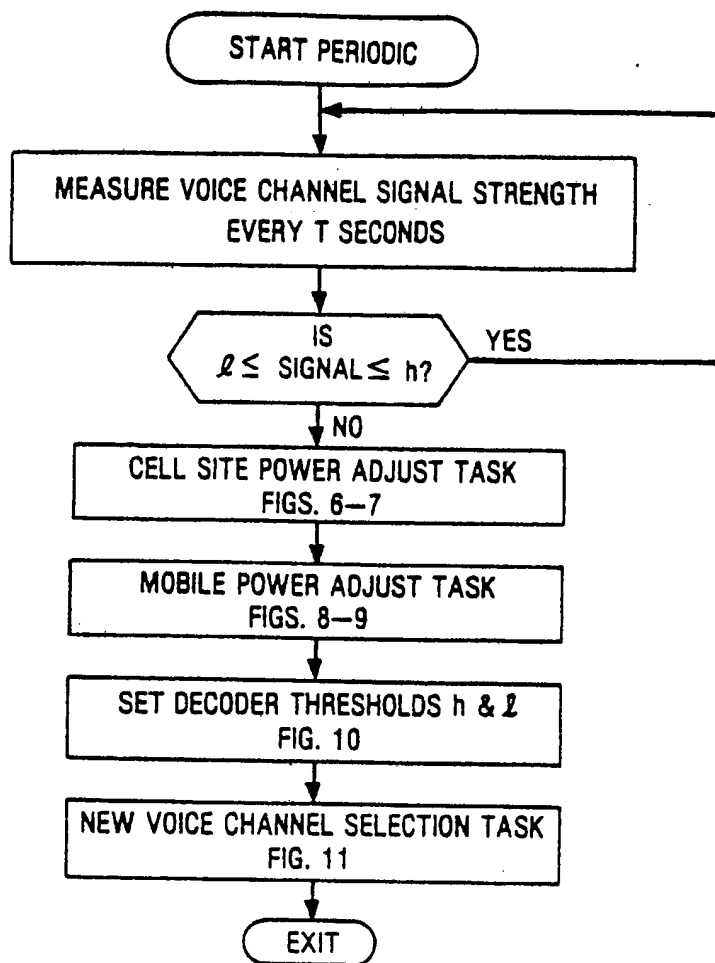 START PERIODIC
MEASURE VOICE CHANNEL SIGNAL STRENGTH
EVERY T SECONDS
IS
ℓ ≤ SIGNAL ≤ h?
YES
NO
CELL SITE POWER ADJUST TASK
FIGS. 6—7
MOBILE POWER ADJUST TASK
FIGS. 8—9
SET DECODER THRESHOLDS h & ℓ
FIG. 10
NEW VOICE CHANNEL SELECTION TASK
FIG. 11
EXIT